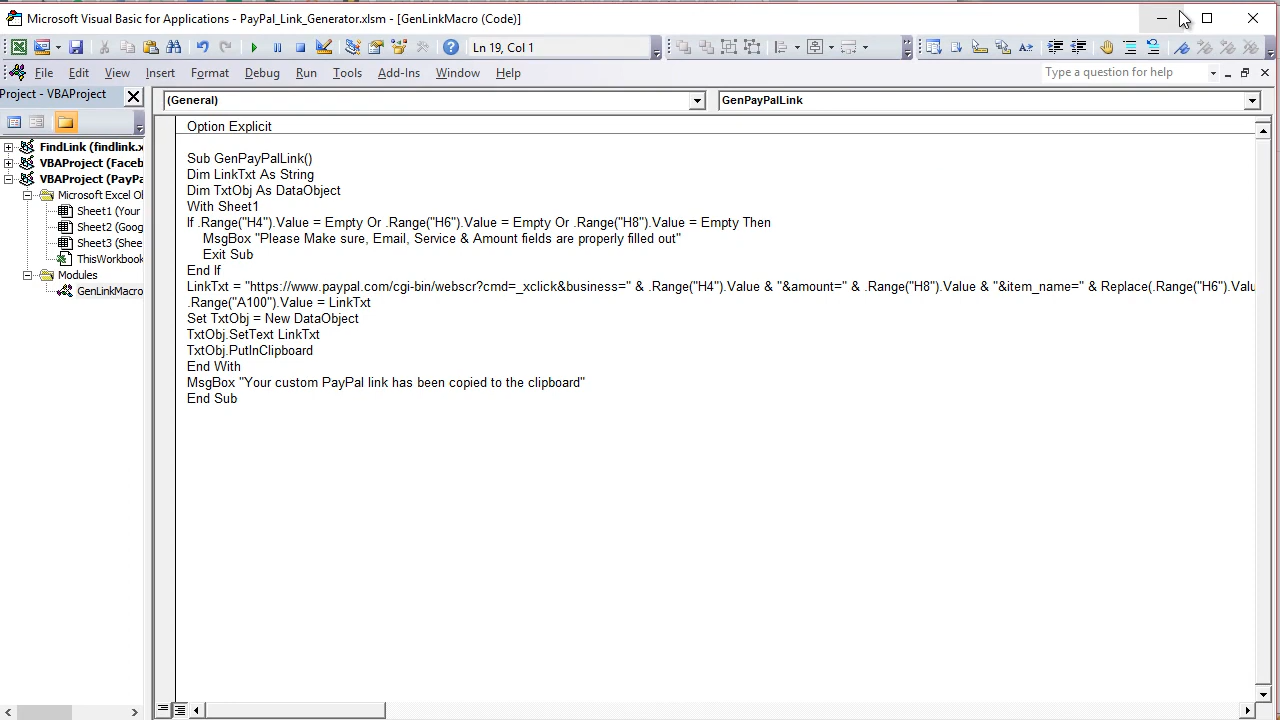 Microsoft Visual Basic for Applications - PayPal_Link_Generator.xlsm - [GenLinkMacro (Code)]
Ln 19, Col 1
File Edit View Insert Format Debug Run Tools Add-Ins Window Help
Type a question for help
Project - VBAProject
(General)
GenPayPalLink
FindLink (findlink.x
VBAProject (Faceb
VBAProject (PayPa
Microsoft Excel Ob
Sheet1 (Your
Sheet2 (Goog
Sheet3 (Shee
ThisWorkbook
Modules
GenLinkMacro
Option Explicit
Sub GenPayPalLink()
Dim LinkTxt As String
Dim TxtObj As DataObject
With Sheet1
If .Range("H4").Value = Empty Or .Range("H6").Value = Empty Or .Range("H8").Value = Empty Then
MsgBox "Please Make sure, Email, Service & Amount fields are properly filled out"
Exit Sub
End If
LinkTxt = "https://www.paypal.com/cgi-bin/webscr?cmd=_xclick&business=" & .Range("H4").Value & "&amount=" & .Range("H8").Value & "&item_name=" & Replace(.Range("H6").Valu
.Range("A100").Value = LinkTxt
Set TxtObj = New DataObject
TxtObj.SetText LinkTxt
TxtObj.PutInClipboard
End With
MsgBox "Your custom PayPal link has been copied to the clipboard"
End Sub